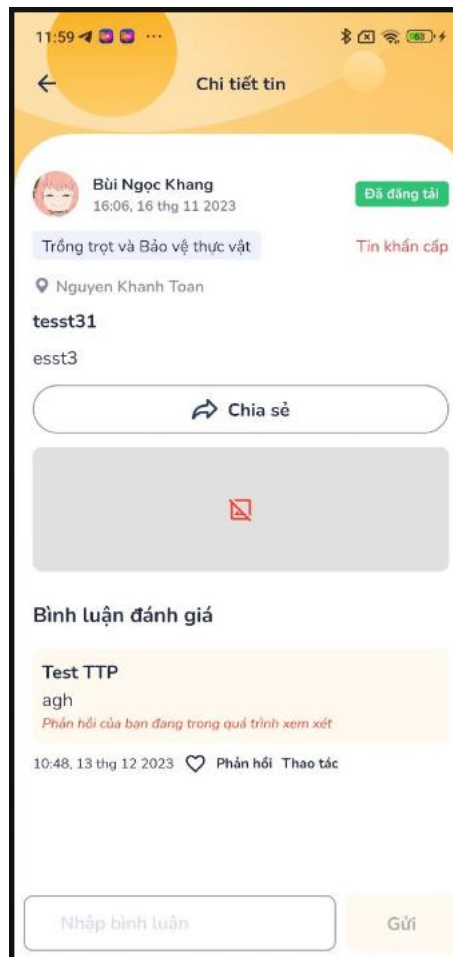 11:59 ...
63
Chi tiết tin
Bùi Ngọc Khang
16:06, 16 thg 11 2023
Đã đăng tải
Trồng trọt và Bảo vệ thực vật
Tin khẩn cấp
Nguyen Khanh Toan
tesst31
esst3
Chia sẻ
Bình luận đánh giá
Test TTP
agh
Phản hồi của bạn đang trong quá trình xem xét
10:48, 13 thg 12 2023 Phản hồi Thao tác
Nhập bình luận
Gửi